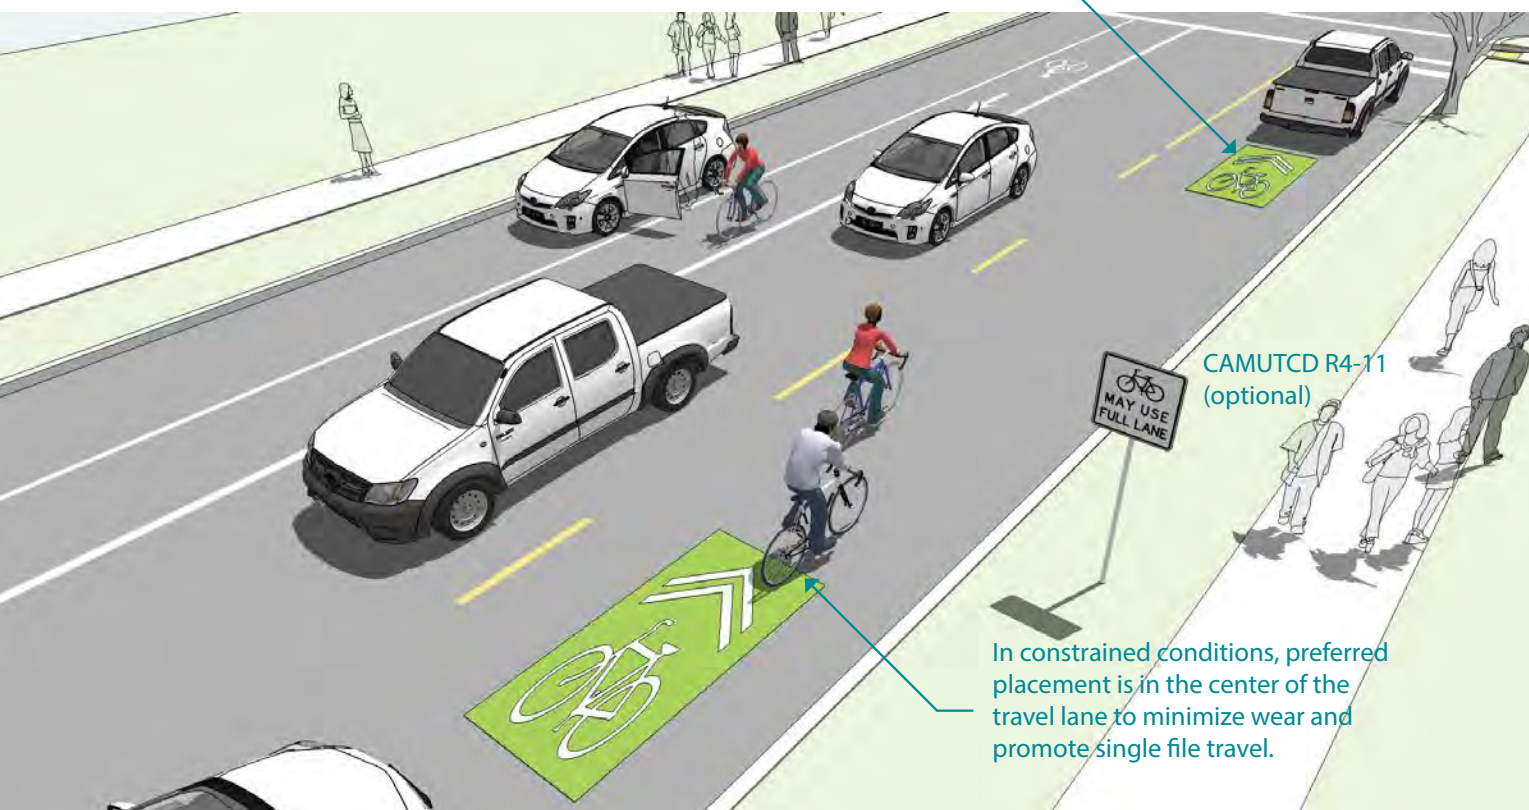 CAMUTCD R4-11
(optional)
MAY USE
FULL LANE
In constrained conditions, preferred
placement is in the center of the
travel lane to minimize wear and
promote single file travel.